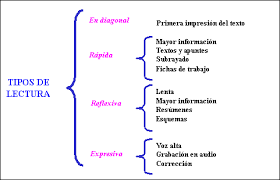 TIPOS DE
LECTURA
En diagonal
Primera impresión del texto
Rápida
Mayor información
Textos y apuntes
Subrayado
Fichas de trabajo
Reflexiva
Lenta
Mayor información
Resúmenes
Esquemas
Expresiva
Voz alta
Grabación en audio
Corrección